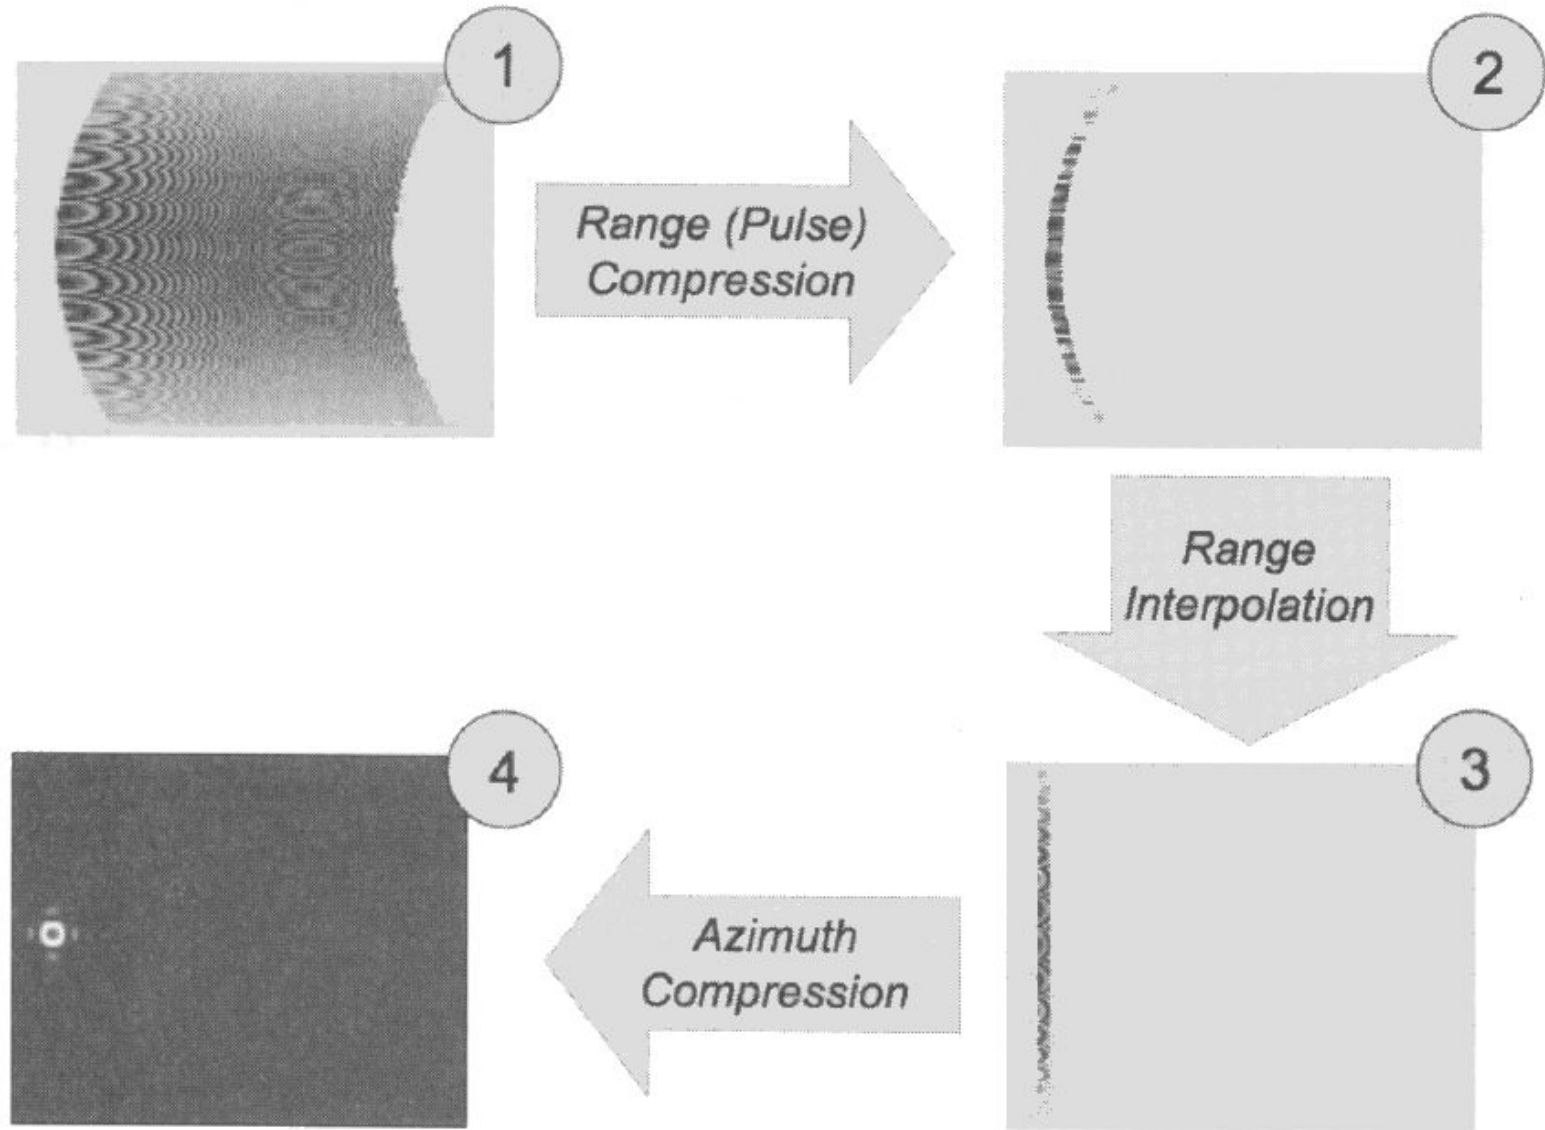 1
Range (Pulse)
Compression
2
Range
Interpolation
3
Azimuth
Compression
4